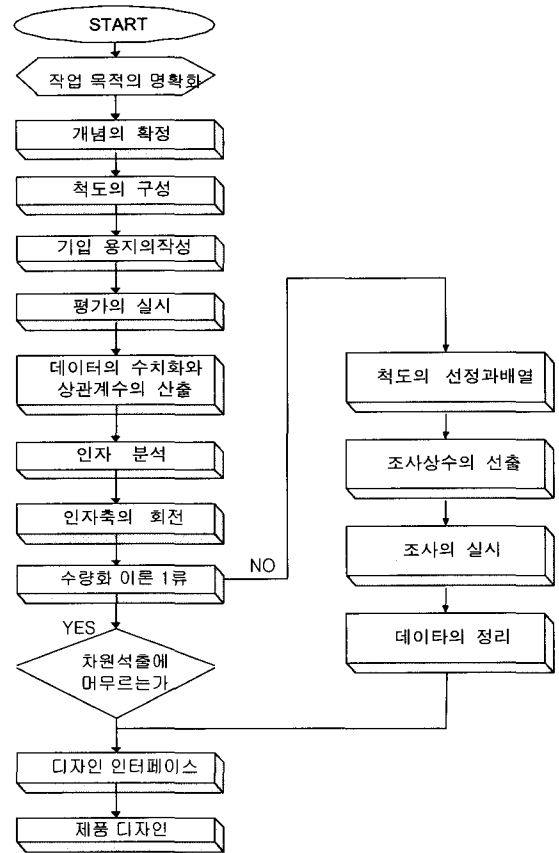 START
작업 목적의 명확화
개념의 확정
척도의 구성
기입 용지의작성
평가의 실시
데이터의 수치화와
상관계수의 산출
인자 분석
인자축의 회전
수량화 이론 1류
NO
YES
차원석출에
머무르는가
척도의 선정과배열
조사상수의 선출
조사의 실시
데이타의 정리
디자인 인터페이스
제품 디자인